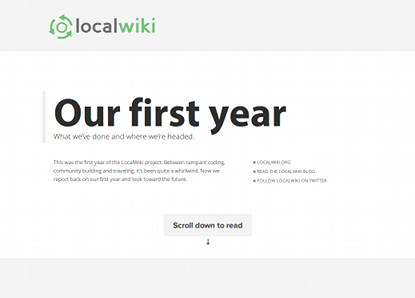 localwiki
Our first year
What we've done and where we're headed.
This was the first year of the LocalWiki project. Between rampant coding,
community building and traveling, it's been quite a whirlwind. Now we
report back on our first year and look toward the future.
» LOCALWIKI.ORG
» READ THE LOCALWIKI BLOG
» FOLLOW LOCALWIKI ON TWITTER
Scroll down to read
↓